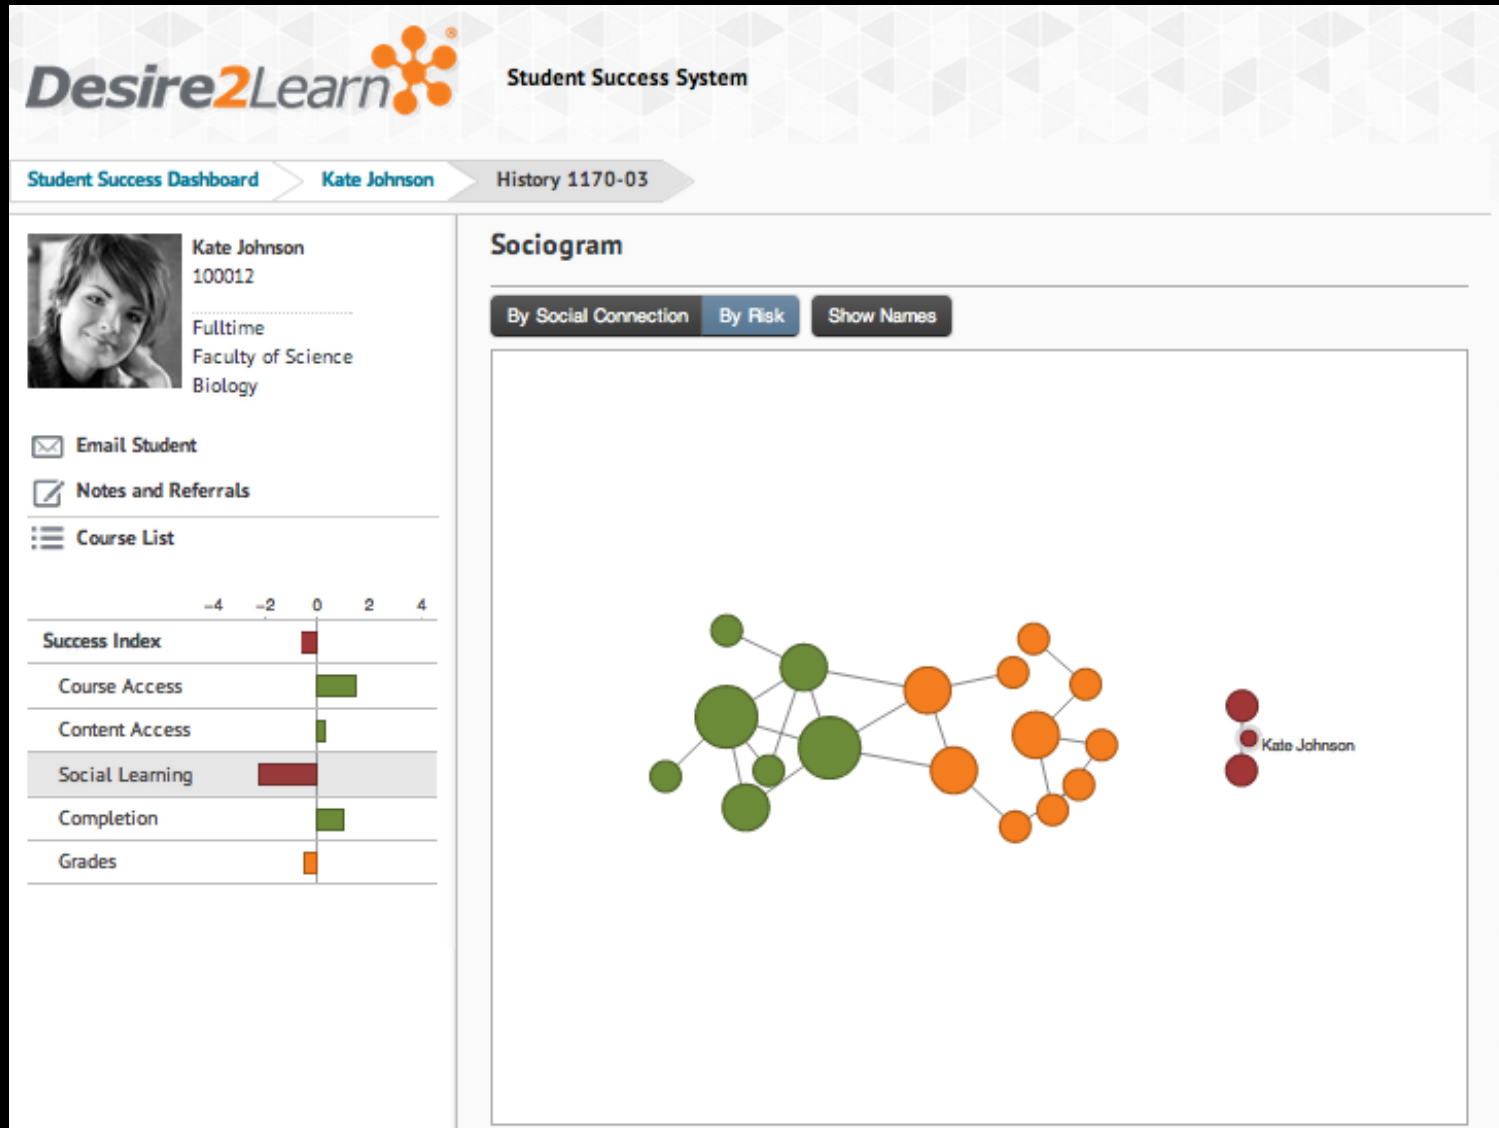 Desire2Learn®
Student Success System
Student Success Dashboard
Kate Johnson
History 1170-03
Kate Johnson
100012
Fulltime
Faculty of Science
Biology
Email Student
Notes and Referrals
Course List
−4 −2 0 2 4
Success Index
Course Access
Content Access
Social Learning
Completion
Grades
Sociogram
By Social Connection By Risk Show Names
Kate Johnson